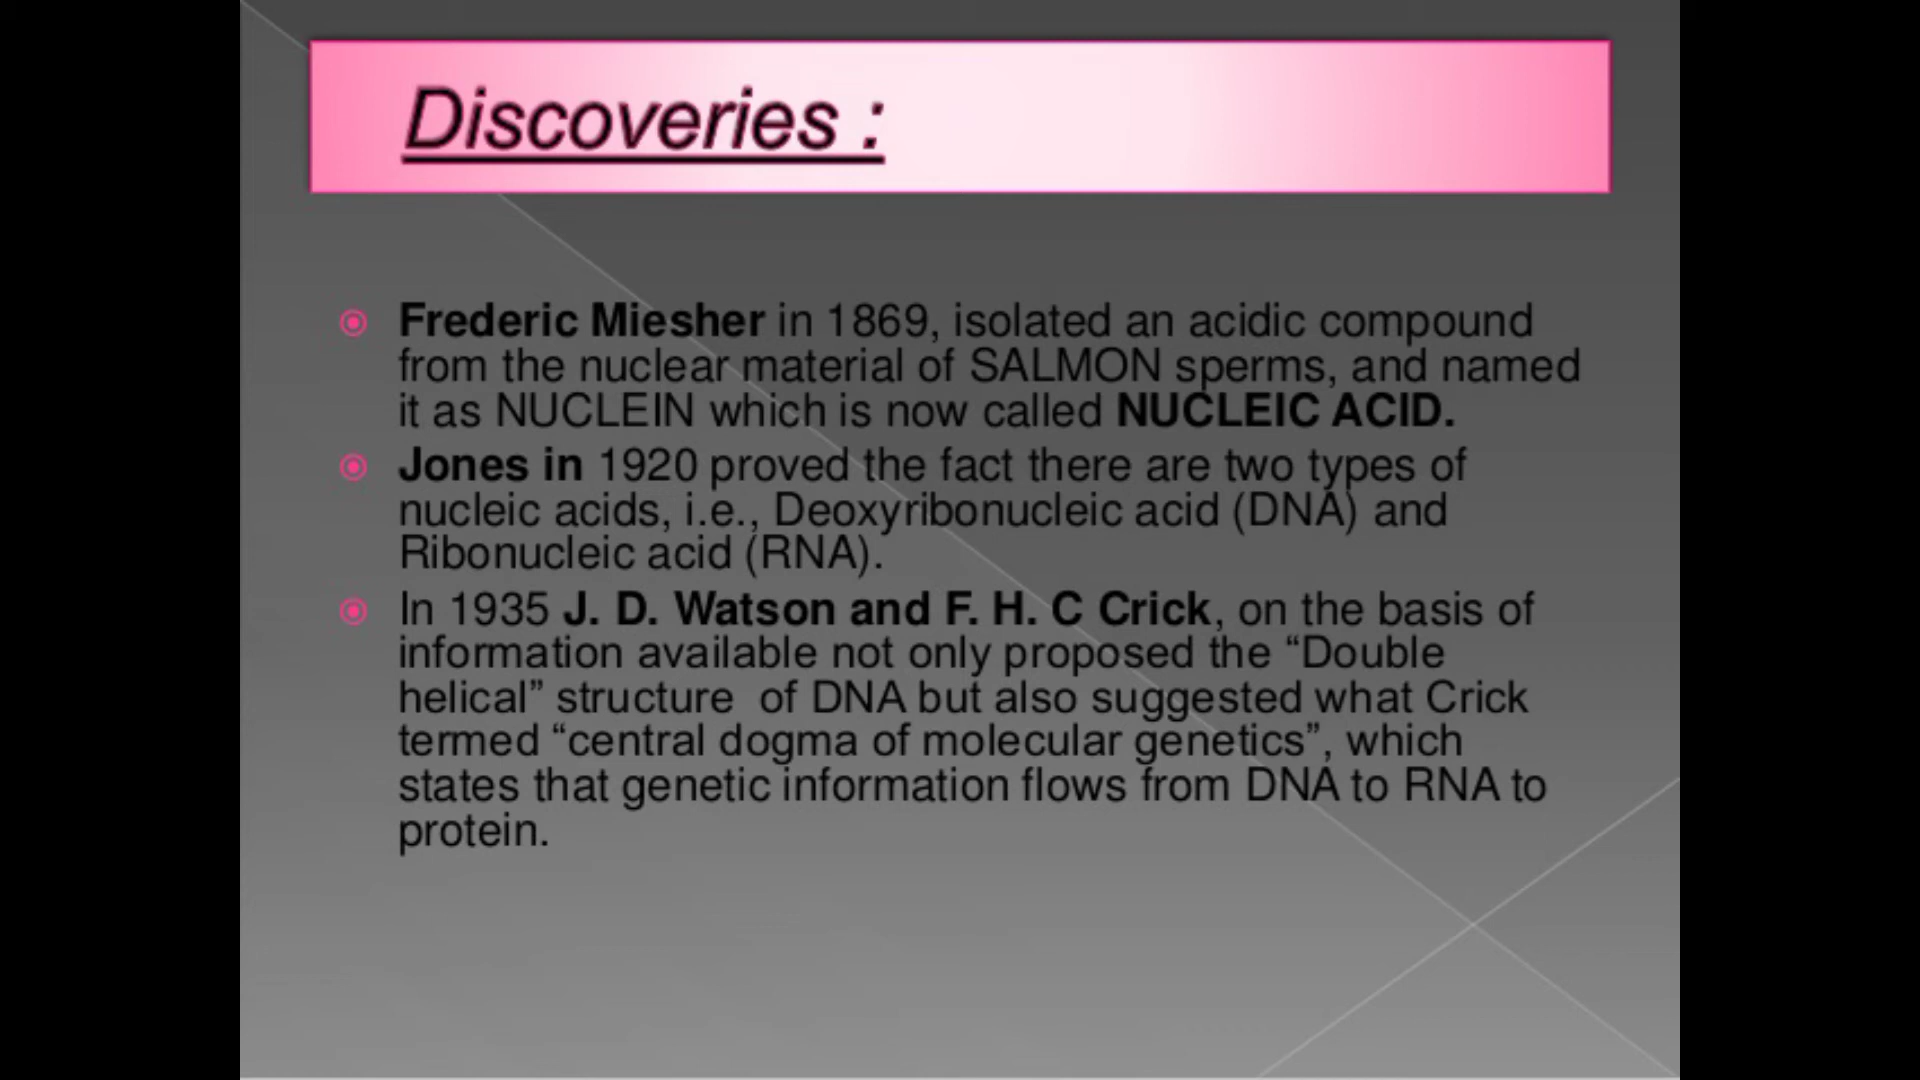 Discoveries :
Frederic Miesher in 1869, isolated an acidic compound
from the nuclear material of SALMON sperms, and named
it as NUCLEIN which is now called NUCLEIC ACID.
Jones in 1920 proved the fact there are two types of
nucleic acids, i.e., Deoxyribonucleic acid (DNA) and
Ribonucleic acid (RNA).
In 1935 J. D. Watson and F. H. C Crick, on the basis of
information available not only proposed the “Double
helical” structure of DNA but also suggested what Crick
termed “central dogma of molecular genetics”, which
states that genetic information flows from DNA to RNA to
protein.